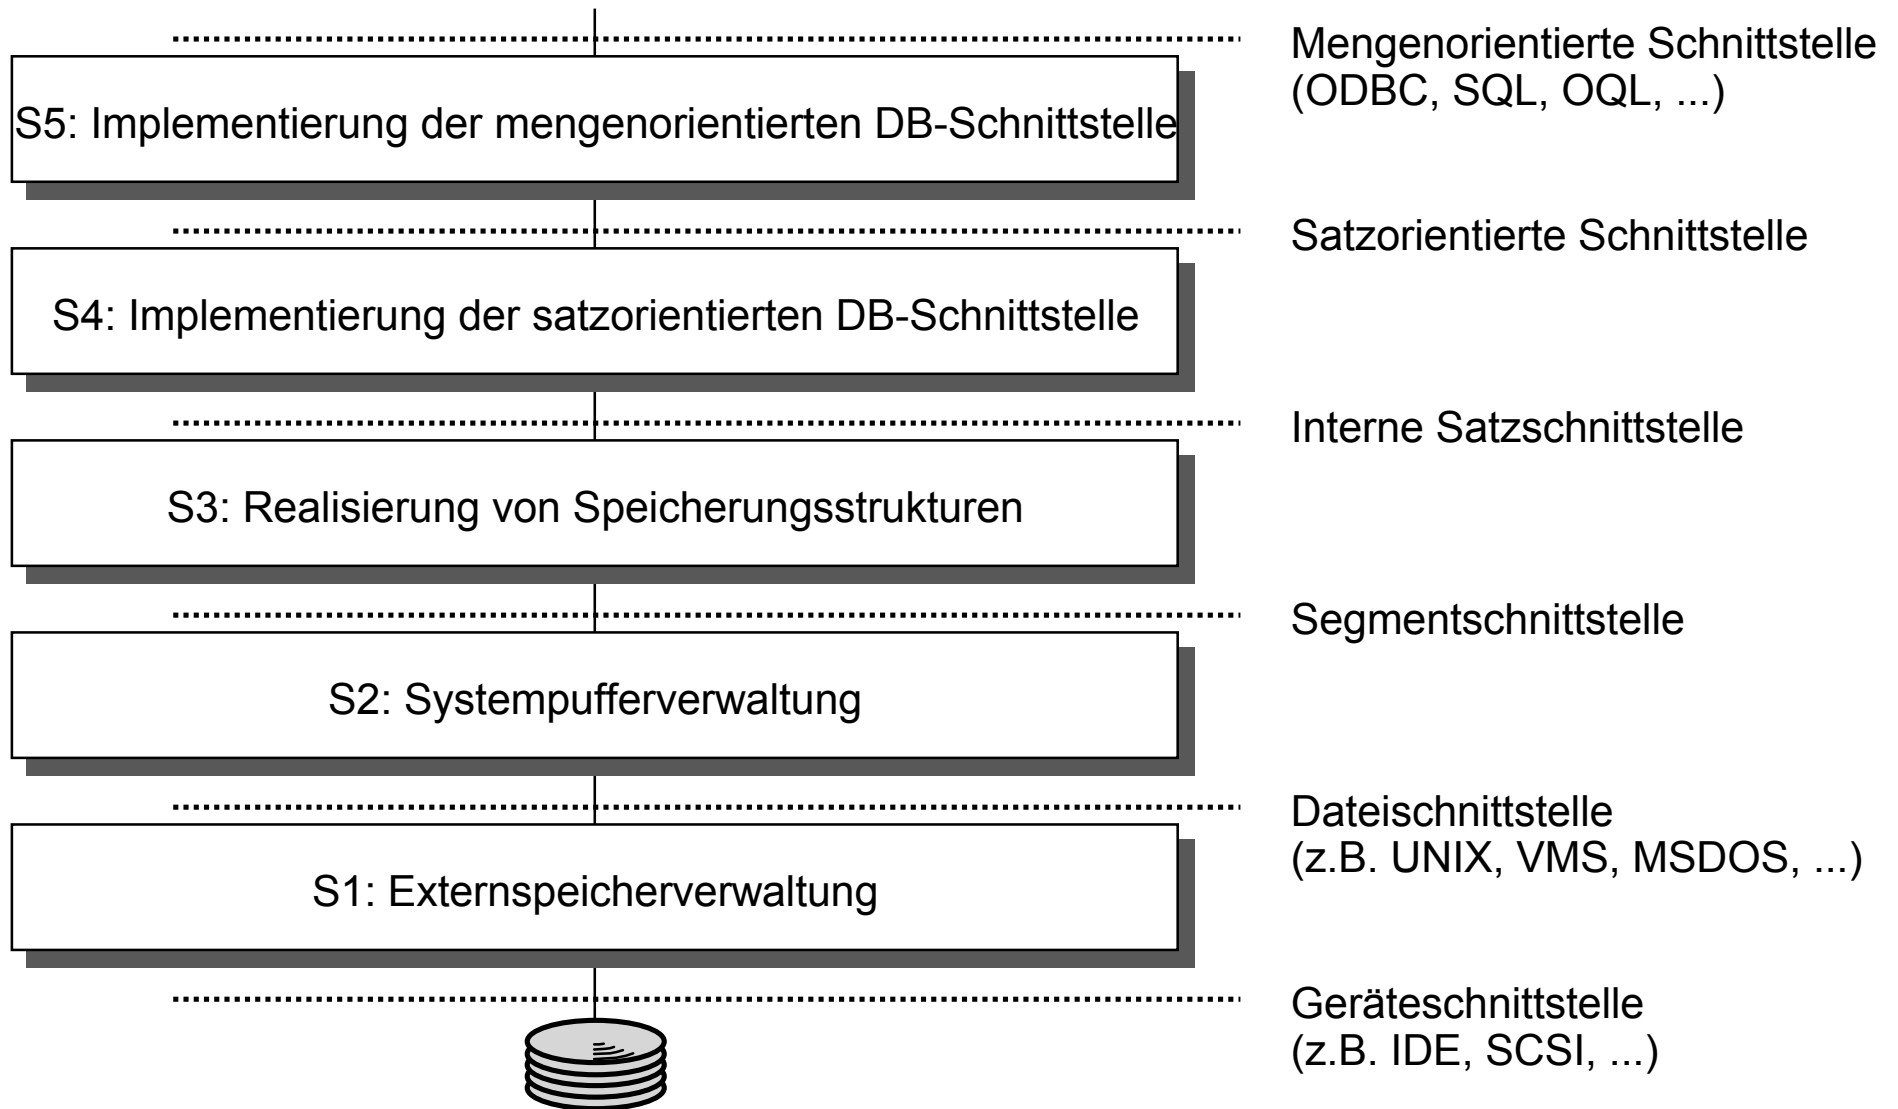 Mengenorientierte Schnittstelle
(ODBC, SQL, OQL, ...)
S5: Implementierung der mengenorientierten DB-Schnittstelle
Satzorientierte Schnittstelle
S4: Implementierung der satzorientierten DB-Schnittstelle
Interne Satzschnittstelle
S3: Realisierung von Speicherungsstrukturen
Segmentschnittstelle
S2: Systempufferverwaltung
Dateischnittstelle
(z.B. UNIX, VMS, MSDOS, ...)
S1: Externspeicherverwaltung
Geräteschnittstelle
(z.B. IDE, SCSI, ...)